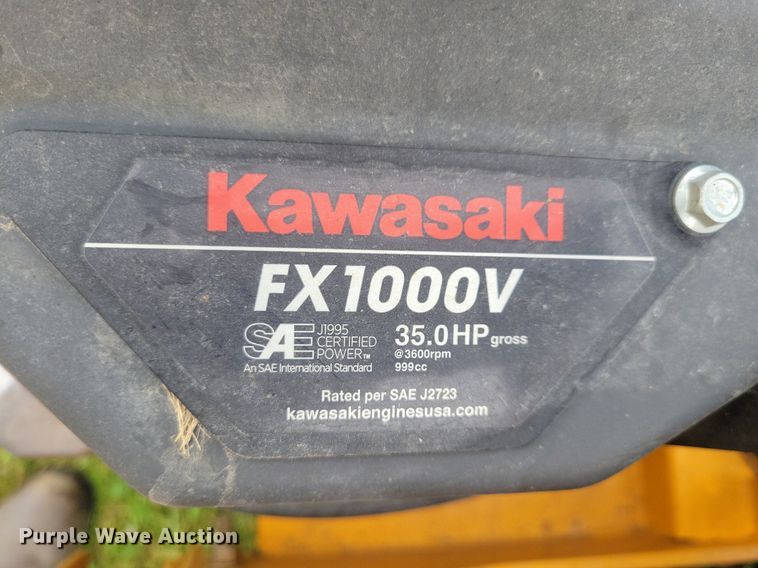 Kawasaki
FX1000V
SAE J1995 CERTIFIED POWER™
An SAE International Standard
35.0 HP gross
@3600rpm
999cc
Rated per SAE J2723
kawasakienginesusa.com
Purple Wave Auction